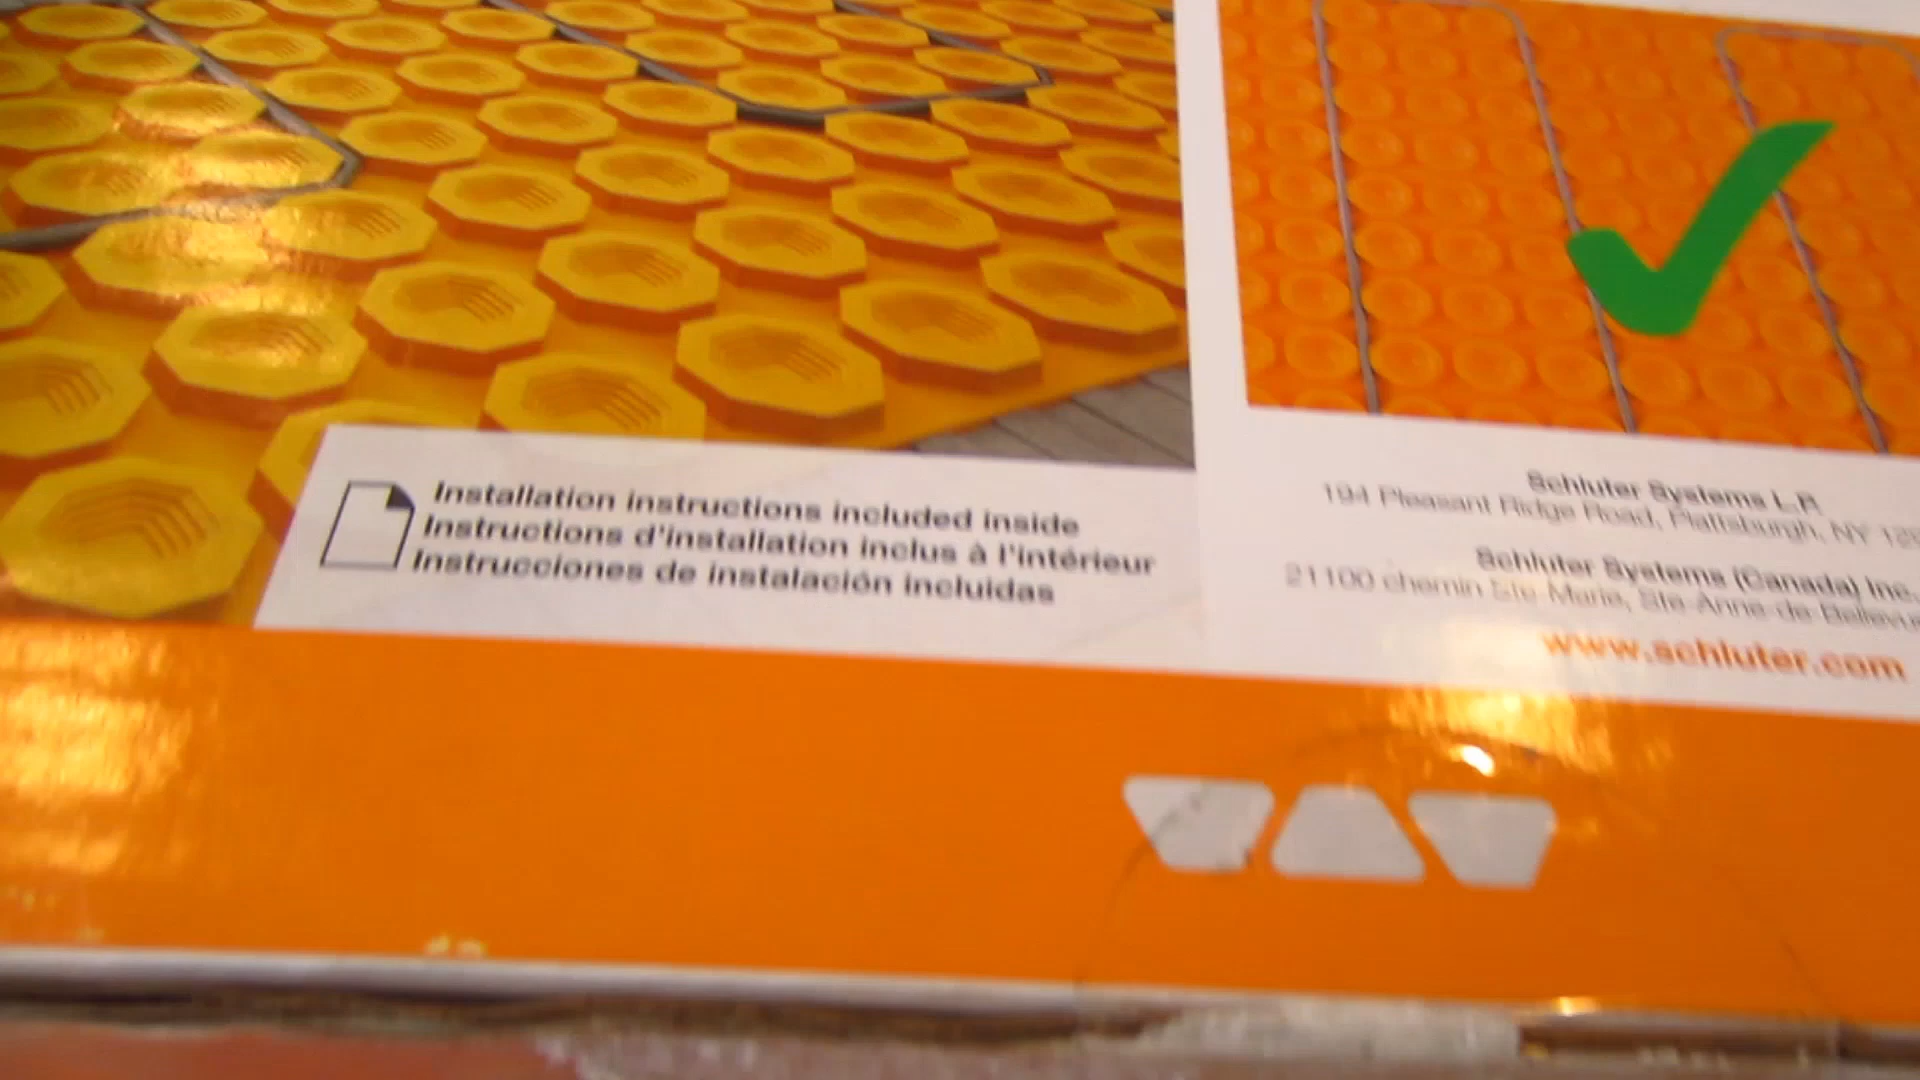 Installation instructions included inside
Instructions d'installation inclus à l'intérieur
Instrucciones de instalación incluidas
Schluter Systems L.P.
194 Pleasant Ridge Road, Plattsburgh, NY
Schluter Systems (Canada) Inc.
21100 chemin Ste-Marie, Ste-Anne-de-Bellevue
www.schluter.com